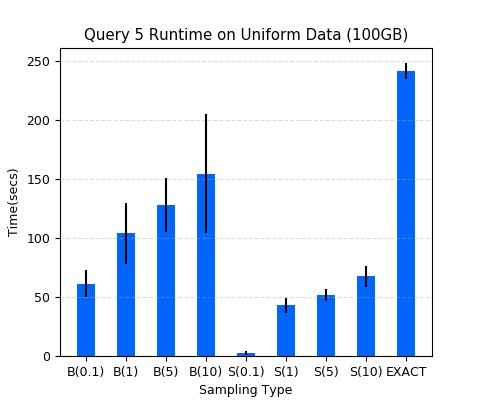 Query 5 Runtime on Uniform Data (100GB)
250
200
150
100
50
0
Time(secs)
B(0.1) B(1) B(5) B(10) S(0.1) S(1) S(5) S(10) EXACT
Sampling Type